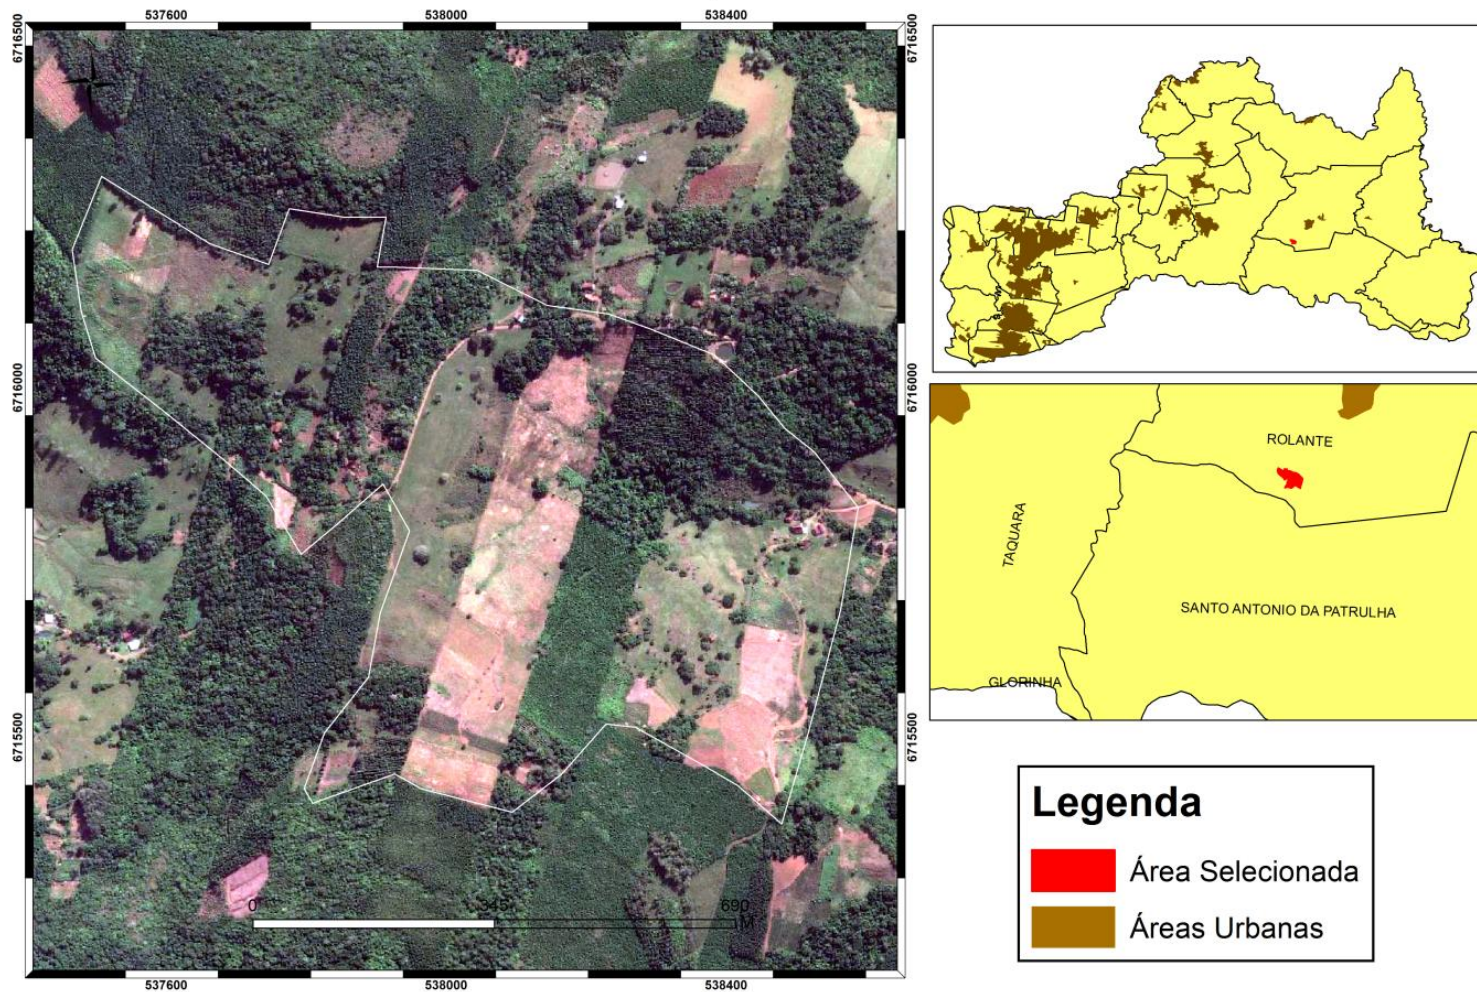 537600
538000
538400
6716500
6716500
6716000
6716000
6715500
6715500
0
345
690
M
537600
538000
538400
ROLANTE
TAQUARA
SANTO ANTONIO DA PATRULHA
GLORINHA
Legenda
Área Selecionada
Áreas Urbanas